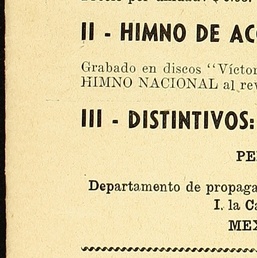 II - HIMNO DE AC
Grabado en discos "Víctor
HIMNO NACIONAL al rev
III - DISTINTIVOS:
PE
Departamento de propaga
I. la Ca
MEX